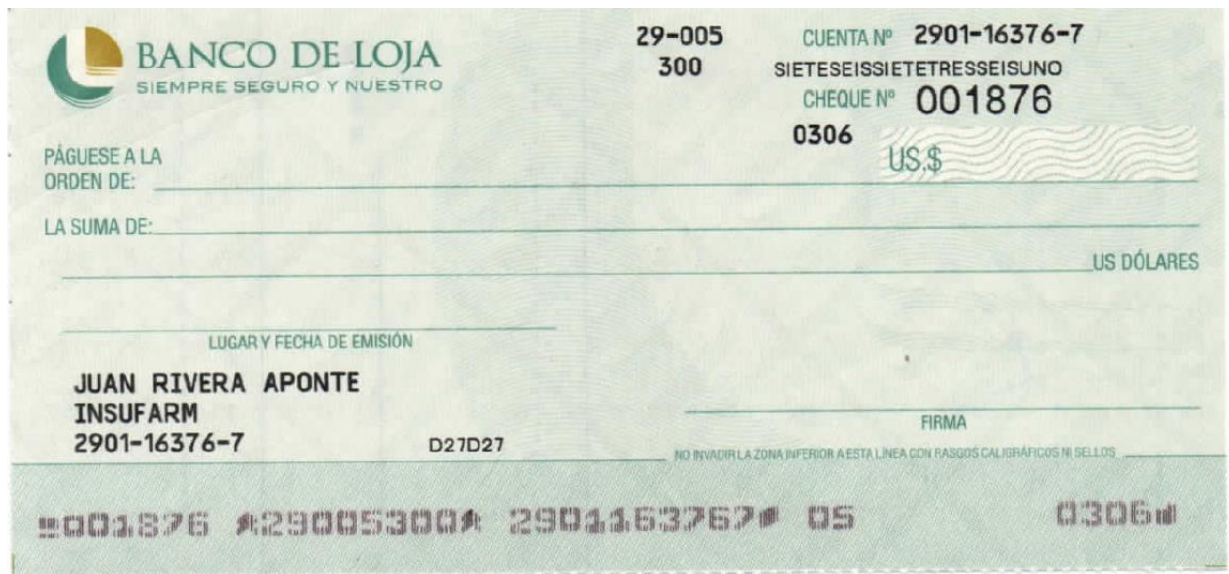 BANCO DE LOJA
SIEMPRE SEGURO Y NUESTRO
29-005
300
CUENTA Nº 2901-16376-7
SIETESEISSIETETRESSEISUNO
CHEQUE Nº 001876
0306
US.$
PÁGUESE A LA
ORDEN DE:
LA SUMA DE:
US DÓLARES
LUGAR Y FECHA DE EMISIÓN
JUAN RIVERA APONTE
INSUFARM
2901-16376-7
D27D27
FIRMA
NO INVADIR LA ZONA INFERIOR A ESTA LÍNEA CON RASGOS CALIGRÁFICOS NI SELLOS
⑈001876 ⑆29005300⑆ 2901163767⑈ 05 0306⑈